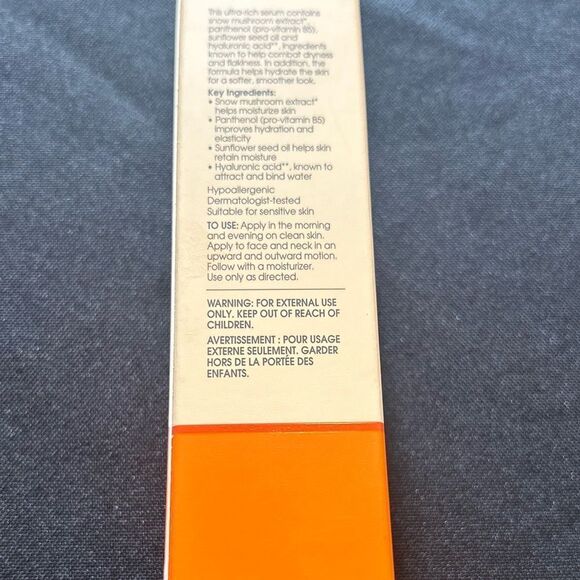 This ultra-rich serum contains
snow mushroom extract*,
panthenol (pro-vitamin B5),
sunflower seed oil and
hyaluronic acid**, ingredients
known to help combat dryness
and flakiness. In addition, the
formula helps hydrate the skin
for a softer, smoother look.
Key Ingredients:
• Snow mushroom extract*
helps moisturize skin
• Panthenol (pro-vitamin B5)
improves hydration and
elasticity
• Sunflower seed oil helps skin
retain moisture
• Hyaluronic acid**, known to
attract and bind water
Hypoallergenic
Dermatologist-tested
Suitable for sensitive skin
TO USE: Apply in the morning
and evening on clean skin.
Apply to face and neck in an
upward and outward motion.
Follow with a moisturizer.
Use only as directed.
WARNING: FOR EXTERNAL USE
ONLY. KEEP OUT OF REACH OF
CHILDREN.
AVERTISSEMENT : POUR USAGE
EXTERNE SEULEMENT. GARDER
HORS DE LA PORTÉE DES
ENFANTS.